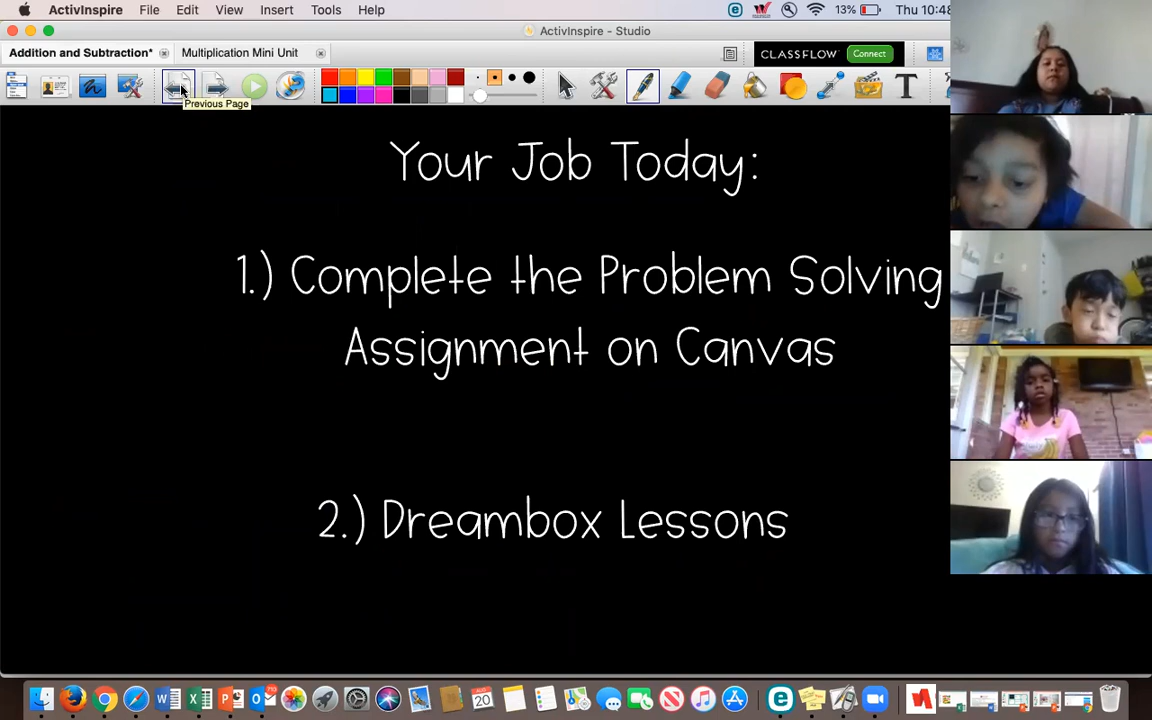 ActivInspire File Edit View Insert Tools Help 13% Thu 10:48
ActivInspire - Studio
Addition and Subtraction* Multiplication Mini Unit CLASSFLOW Connect
Previous Page
Your Job Today:
1.) Complete the Problem Solving
Assignment on Canvas
2.) Dreambox Lessons